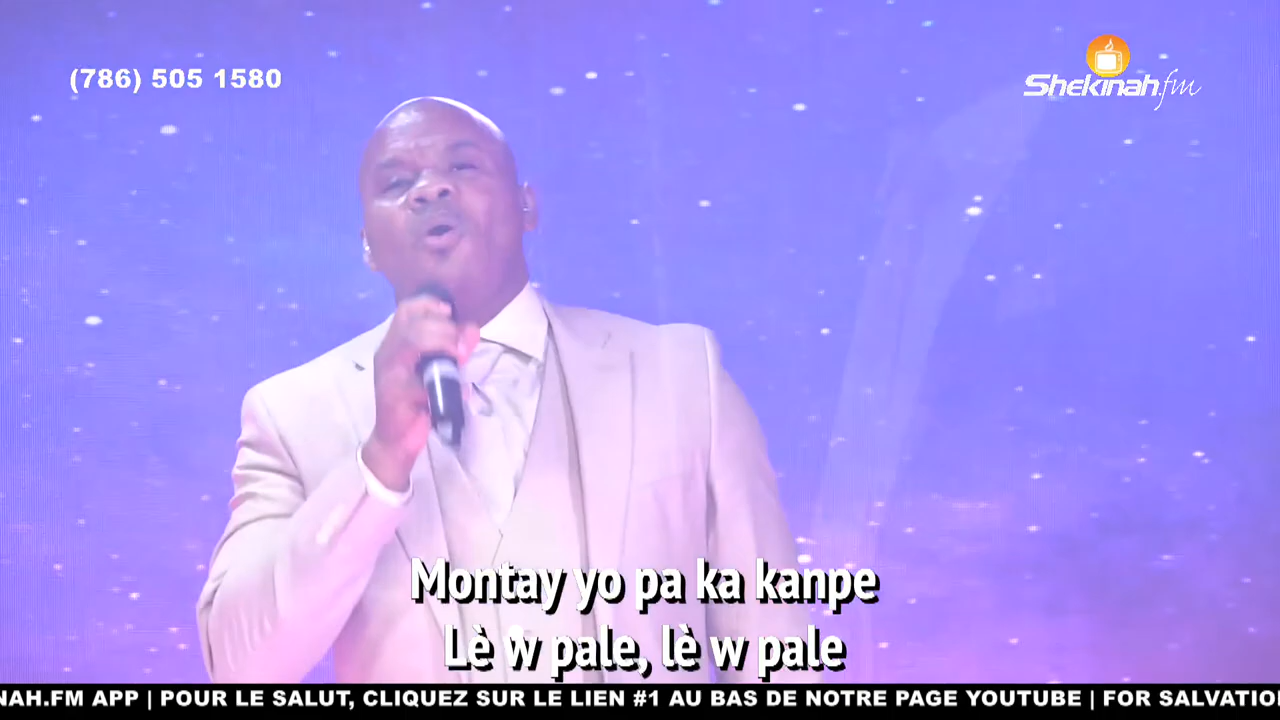 (786) 505 1580
Shekinah.fm
Montay yo pa ka kanpe
Lè w pale, lè w pale
NAH.FM APP | POUR LE SALUT, CLIQUEZ SUR LE LIEN #1 AU BAS DE NOTRE PAGE YOUTUBE | FOR SALVATIO